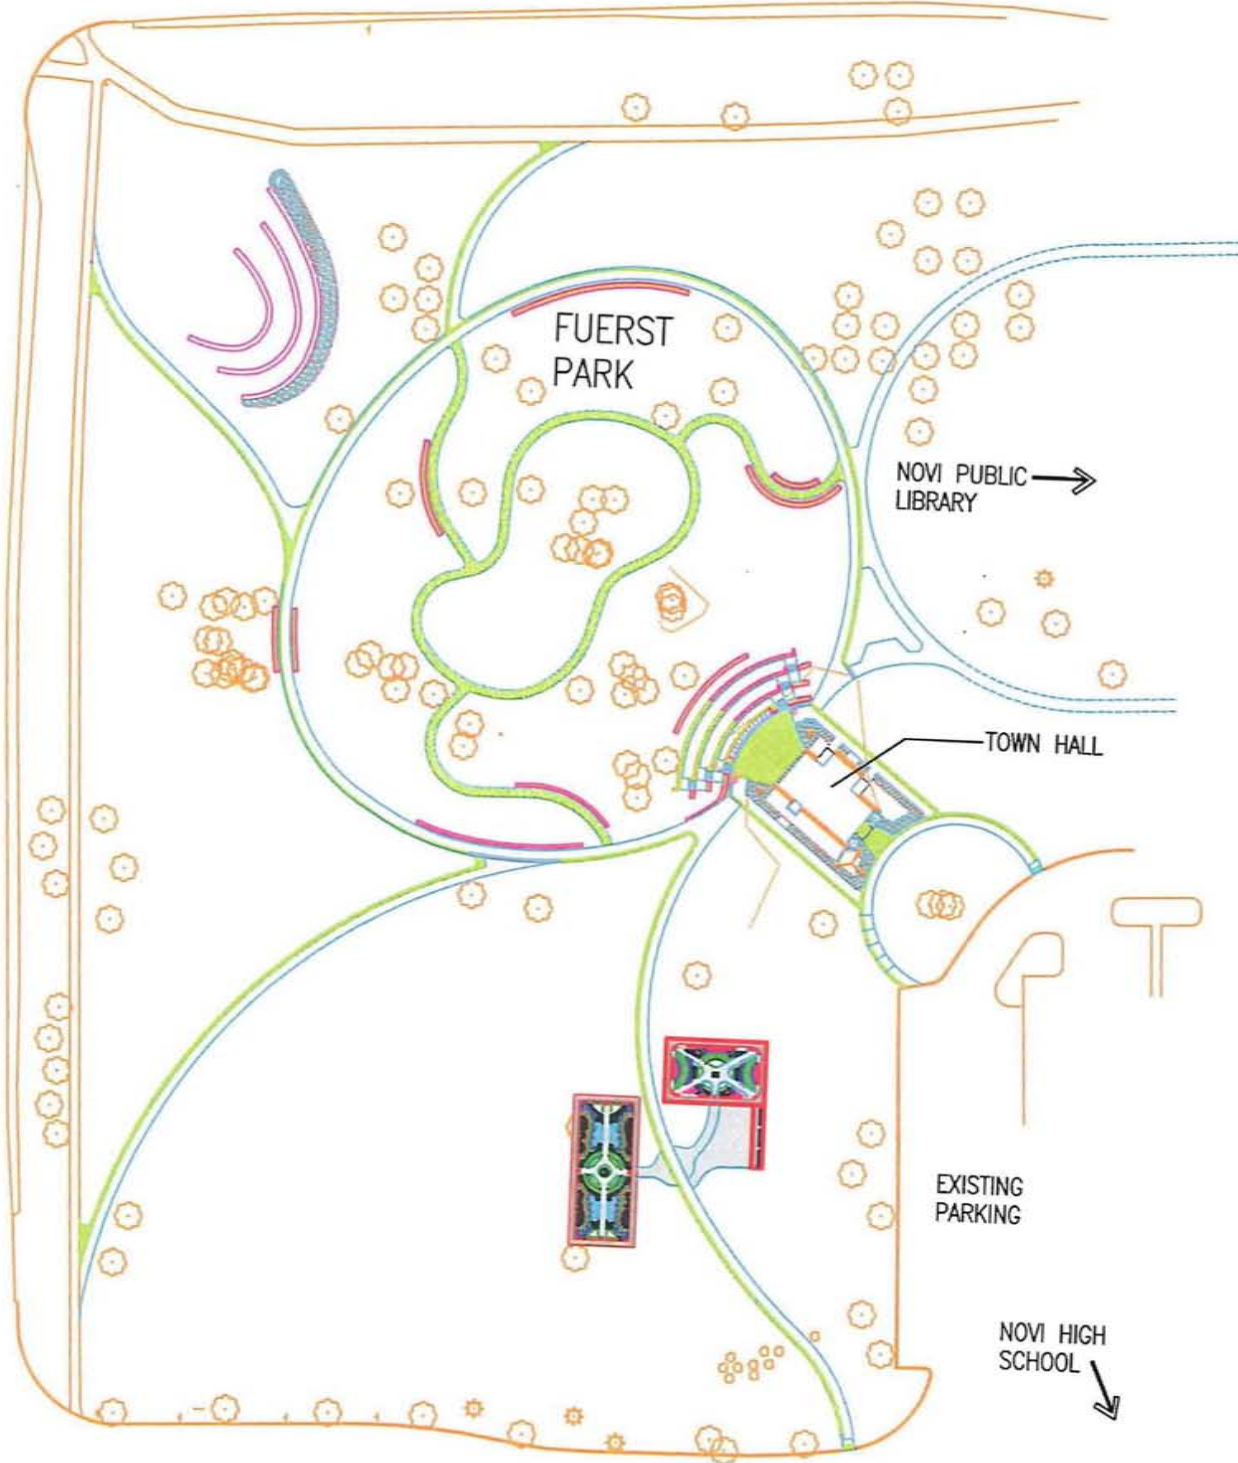 FUERST
PARK
NOVI PUBLIC
LIBRARY
TOWN HALL
EXISTING
PARKING
NOVI HIGH
SCHOOL